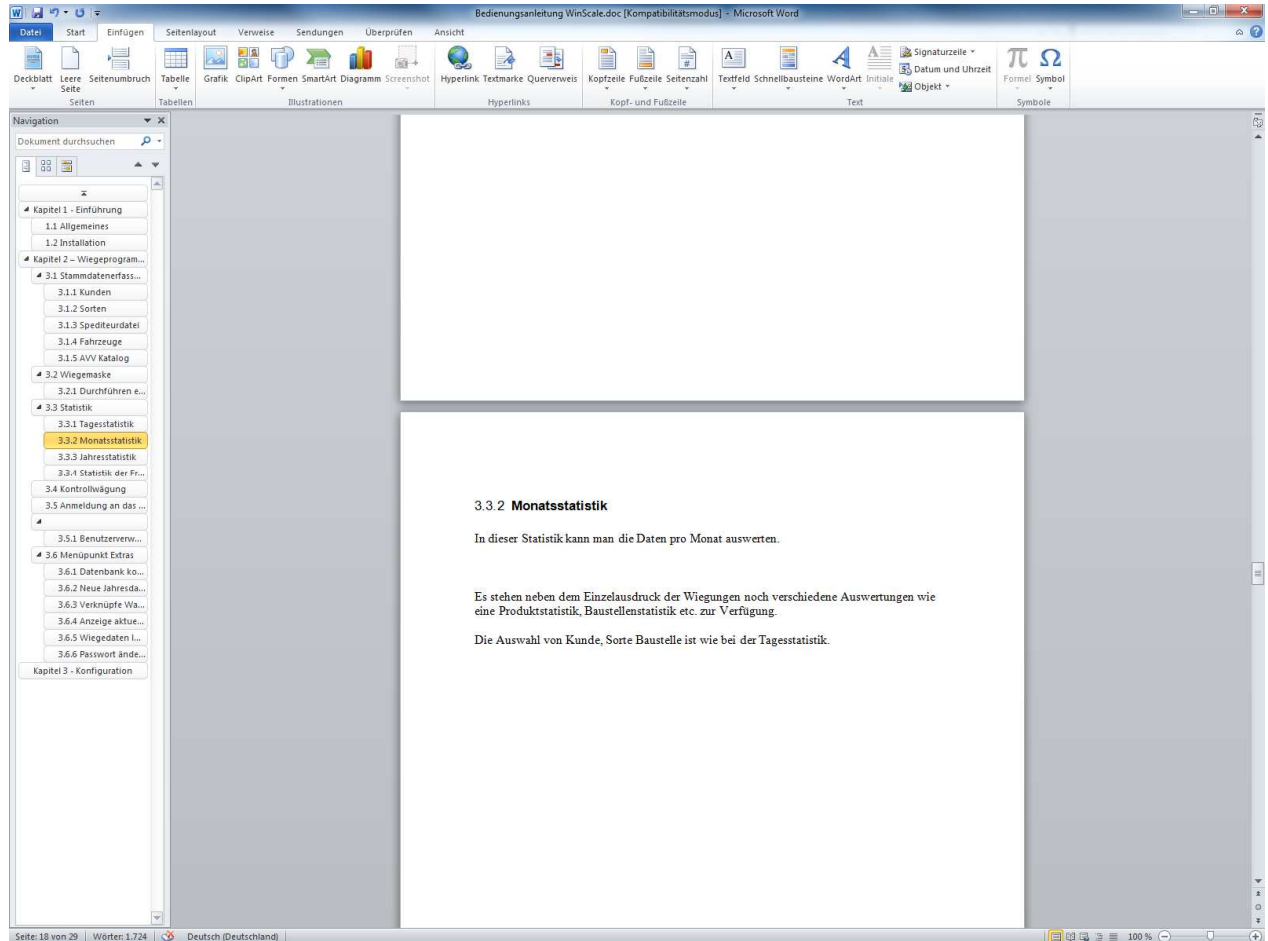 Bedienungsanleitung WinScale.doc [Kompatibilitätsmodus] - Microsoft Word
Datei Start Einfügen Seitenlayout Verweise Sendungen Überprüfen Ansicht
Deckblatt Leere Seite Seitenumbruch Tabelle Grafik ClipArt Formen SmartArt Diagramm Screenshot Hyperlink Textmarke Querverweis Kopfzeile Fußzeile Seitenzahl Textfeld Schnellbausteine WordArt Initiale Signaturzeile Datum und Uhrzeit Objekt Formel Symbol
Seiten Tabellen Illustrationen Hyperlinks Kopf- und Fußzeile Text Symbole
Navigation
Dokument durchsuchen
Kapitel 1 - Einführung
1.1 Allgemeines
1.2 Installation
Kapitel 2 – Wiegeprogram...
3.1 Stammdatenerfass...
3.1.1 Kunden
3.1.2 Sorten
3.1.3 Spediteurdatei
3.1.4 Fahrzeuge
3.1.5 AVV Katalog
3.2 Wiegemaske
3.2.1 Durchführen e...
3.3 Statistik
3.3.1 Tagesstatistik
3.3.2 Monatsstatistik
3.3.3 Jahresstatistik
3.3.4 Statistik der Fr...
3.4 Kontrollwägung
3.5 Anmeldung an das ...
3.5.1 Benutzerverw...
3.6 Menüpunkt Extras
3.6.1 Datenbank ko...
3.6.2 Neue Jahresda...
3.6.3 Verknüpfe Wa...
3.6.4 Anzeige aktue...
3.6.5 Wiegedaten l...
3.6.6 Passwort ände...
Kapitel 3 - Konfiguration
3.3.2 Monatsstatistik
In dieser Statistik kann man die Daten pro Monat auswerten.
Es stehen neben dem Einzelausdruck der Wiegungen noch verschiedene Auswertungen wie
eine Produktstatistik, Baustellenstatistik etc. zur Verfügung.
Die Auswahl von Kunde, Sorte Baustelle ist wie bei der Tagesstatistik.
Seite: 18 von 29 Wörter: 1.724 Deutsch (Deutschland) 100 %